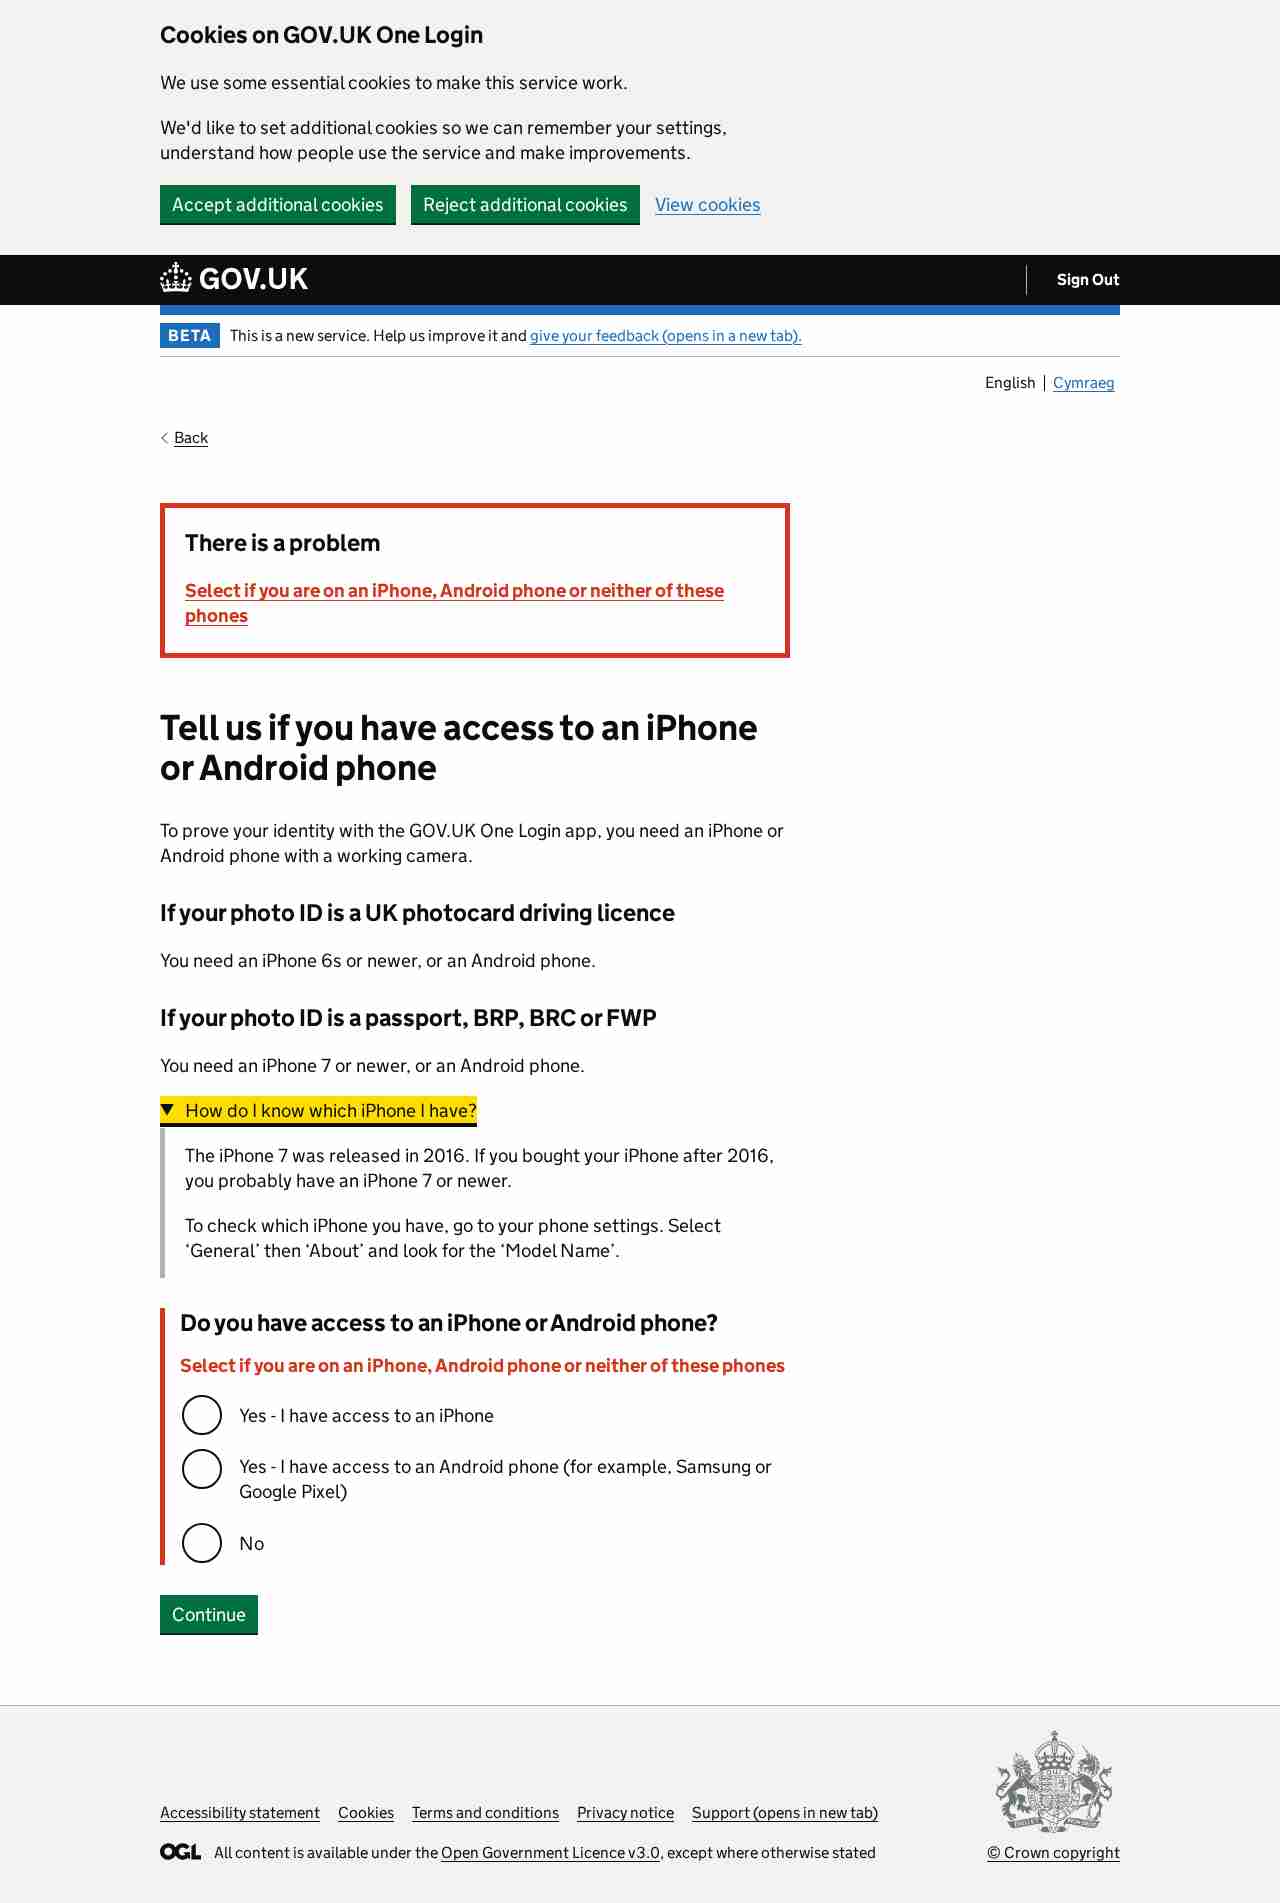 Cookies on GOV.UK One Login
We use some essential cookies to make this service work.
We'd like to set additional cookies so we can remember your settings,
understand how people use the service and make improvements.
Accept additional cookies Reject additional cookies View cookies
GOV.UK Sign Out
BETA This is a new service. Help us improve it and give your feedback (opens in a new tab).
English Cymraeg
Back
There is a problem
Select if you are on an iPhone, Android phone or neither of these
phones
Tell us if you have access to an iPhone
or Android phone
To prove your identity with the GOV.UK One Login app, you need an iPhone or
Android phone with a working camera.
If your photo ID is a UK photocard driving licence
You need an iPhone 6s or newer, or an Android phone.
If your photo ID is a passport, BRP, BRC or FWP
You need an iPhone 7 or newer, or an Android phone.
How do I know which iPhone I have?
The iPhone 7 was released in 2016. If you bought your iPhone after 2016,
you probably have an iPhone 7 or newer.
To check which iPhone you have, go to your phone settings. Select
‘General’ then ‘About’ and look for the ‘Model Name’.
Do you have access to an iPhone or Android phone?
Select if you are on an iPhone, Android phone or neither of these phones
Yes - I have access to an iPhone
Yes - I have access to an Android phone (for example, Samsung or
Google Pixel)
No
Continue
Accessibility statement Cookies Terms and conditions Privacy notice Support (opens in new tab)
OGL All content is available under the Open Government Licence v3.0, except where otherwise stated
© Crown copyright